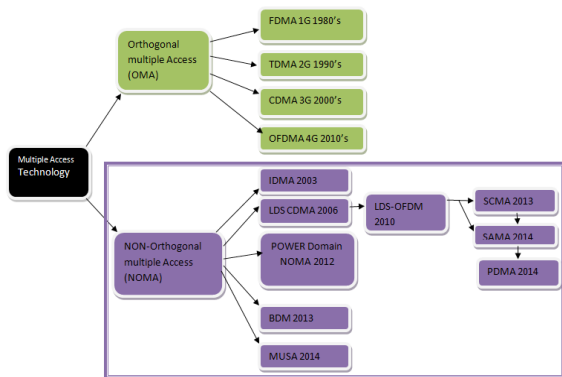 FDMA 1G 1980's
Orthogonal
multiple Access
(OMA)
TDMA 2G 1990's
CDMA 3G 2000's
OFDMA 4G 2010's
Multiple Access
Technology
IDMA 2003
LDS CDMA 2006
LDS-OFDM
2010
SCMA 2013
SAMA 2014
PDMA 2014
NON-Orthogonal
multiple Access
(NOMA)
POWER Domain
NOMA 2012
BDM 2013
MUSA 2014